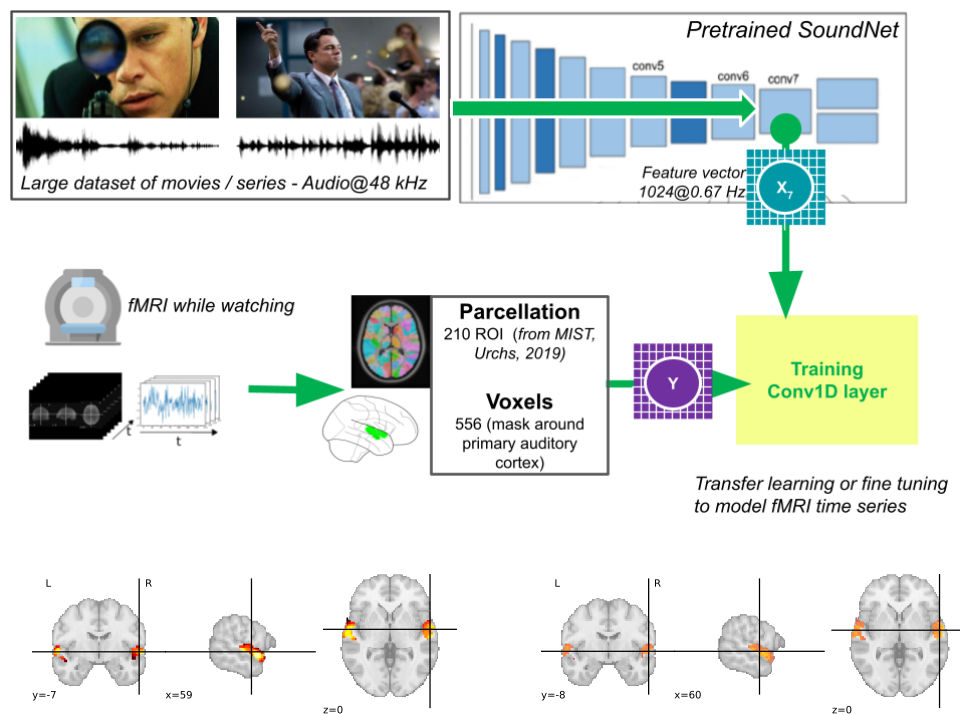 Pretrained SoundNet
conv5
conv6
conv7
Large dataset of movies / series - Audio@48 kHz
Feature vector
1024@0.67 Hz
X7
fMRI while watching
Parcellation
210 ROI (from MIST,
Urchs, 2019)
Voxels
556 (mask around
primary auditory
cortex)
Y
Training
Conv1D layer
t
t
Transfer learning or fine tuning
to model fMRI time series
L
R
y=-7
x=59
z=0
L
R
y=-8
x=60
z=0